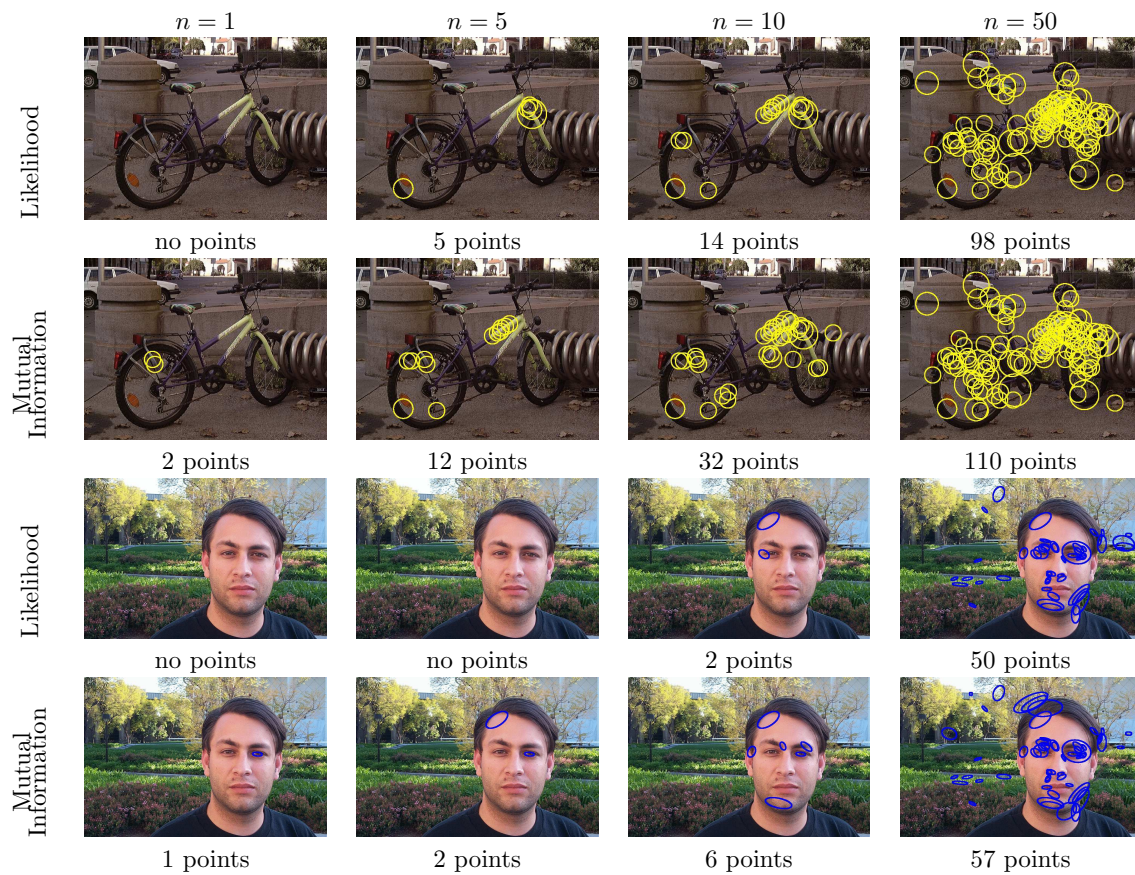 n = 1 n = 5 n = 10 n = 50
Likelihood
no points 5 points 14 points 98 points
Mutual
Information
2 points 12 points 32 points 110 points
Likelihood
no points no points 2 points 50 points
Mutual
Information
1 points 2 points 6 points 57 points